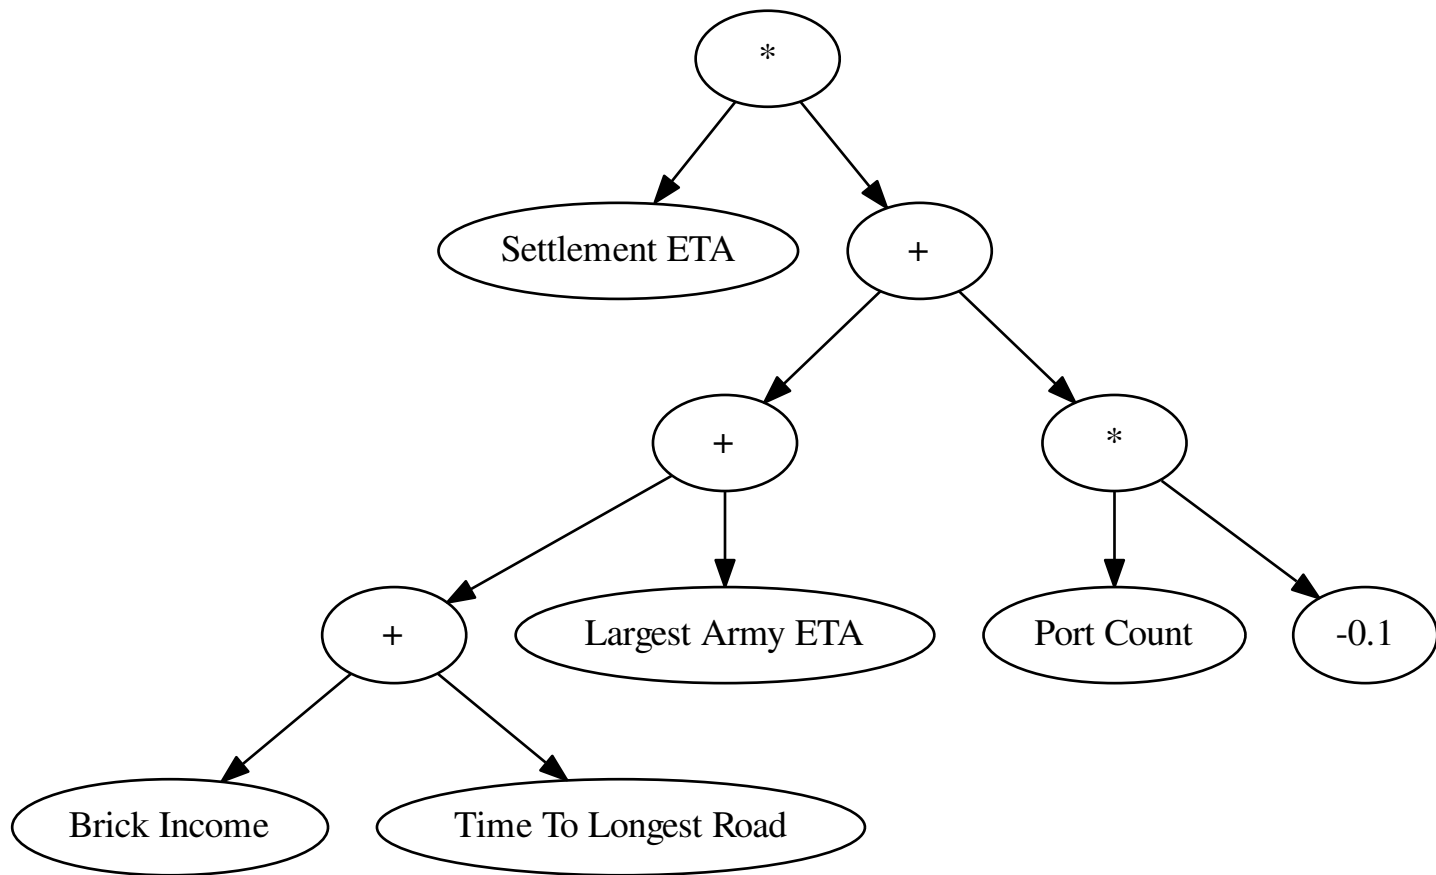 *
Settlement ETA
+
+
*
+
Largest Army ETA
Port Count
-0.1
Brick Income
Time To Longest Road